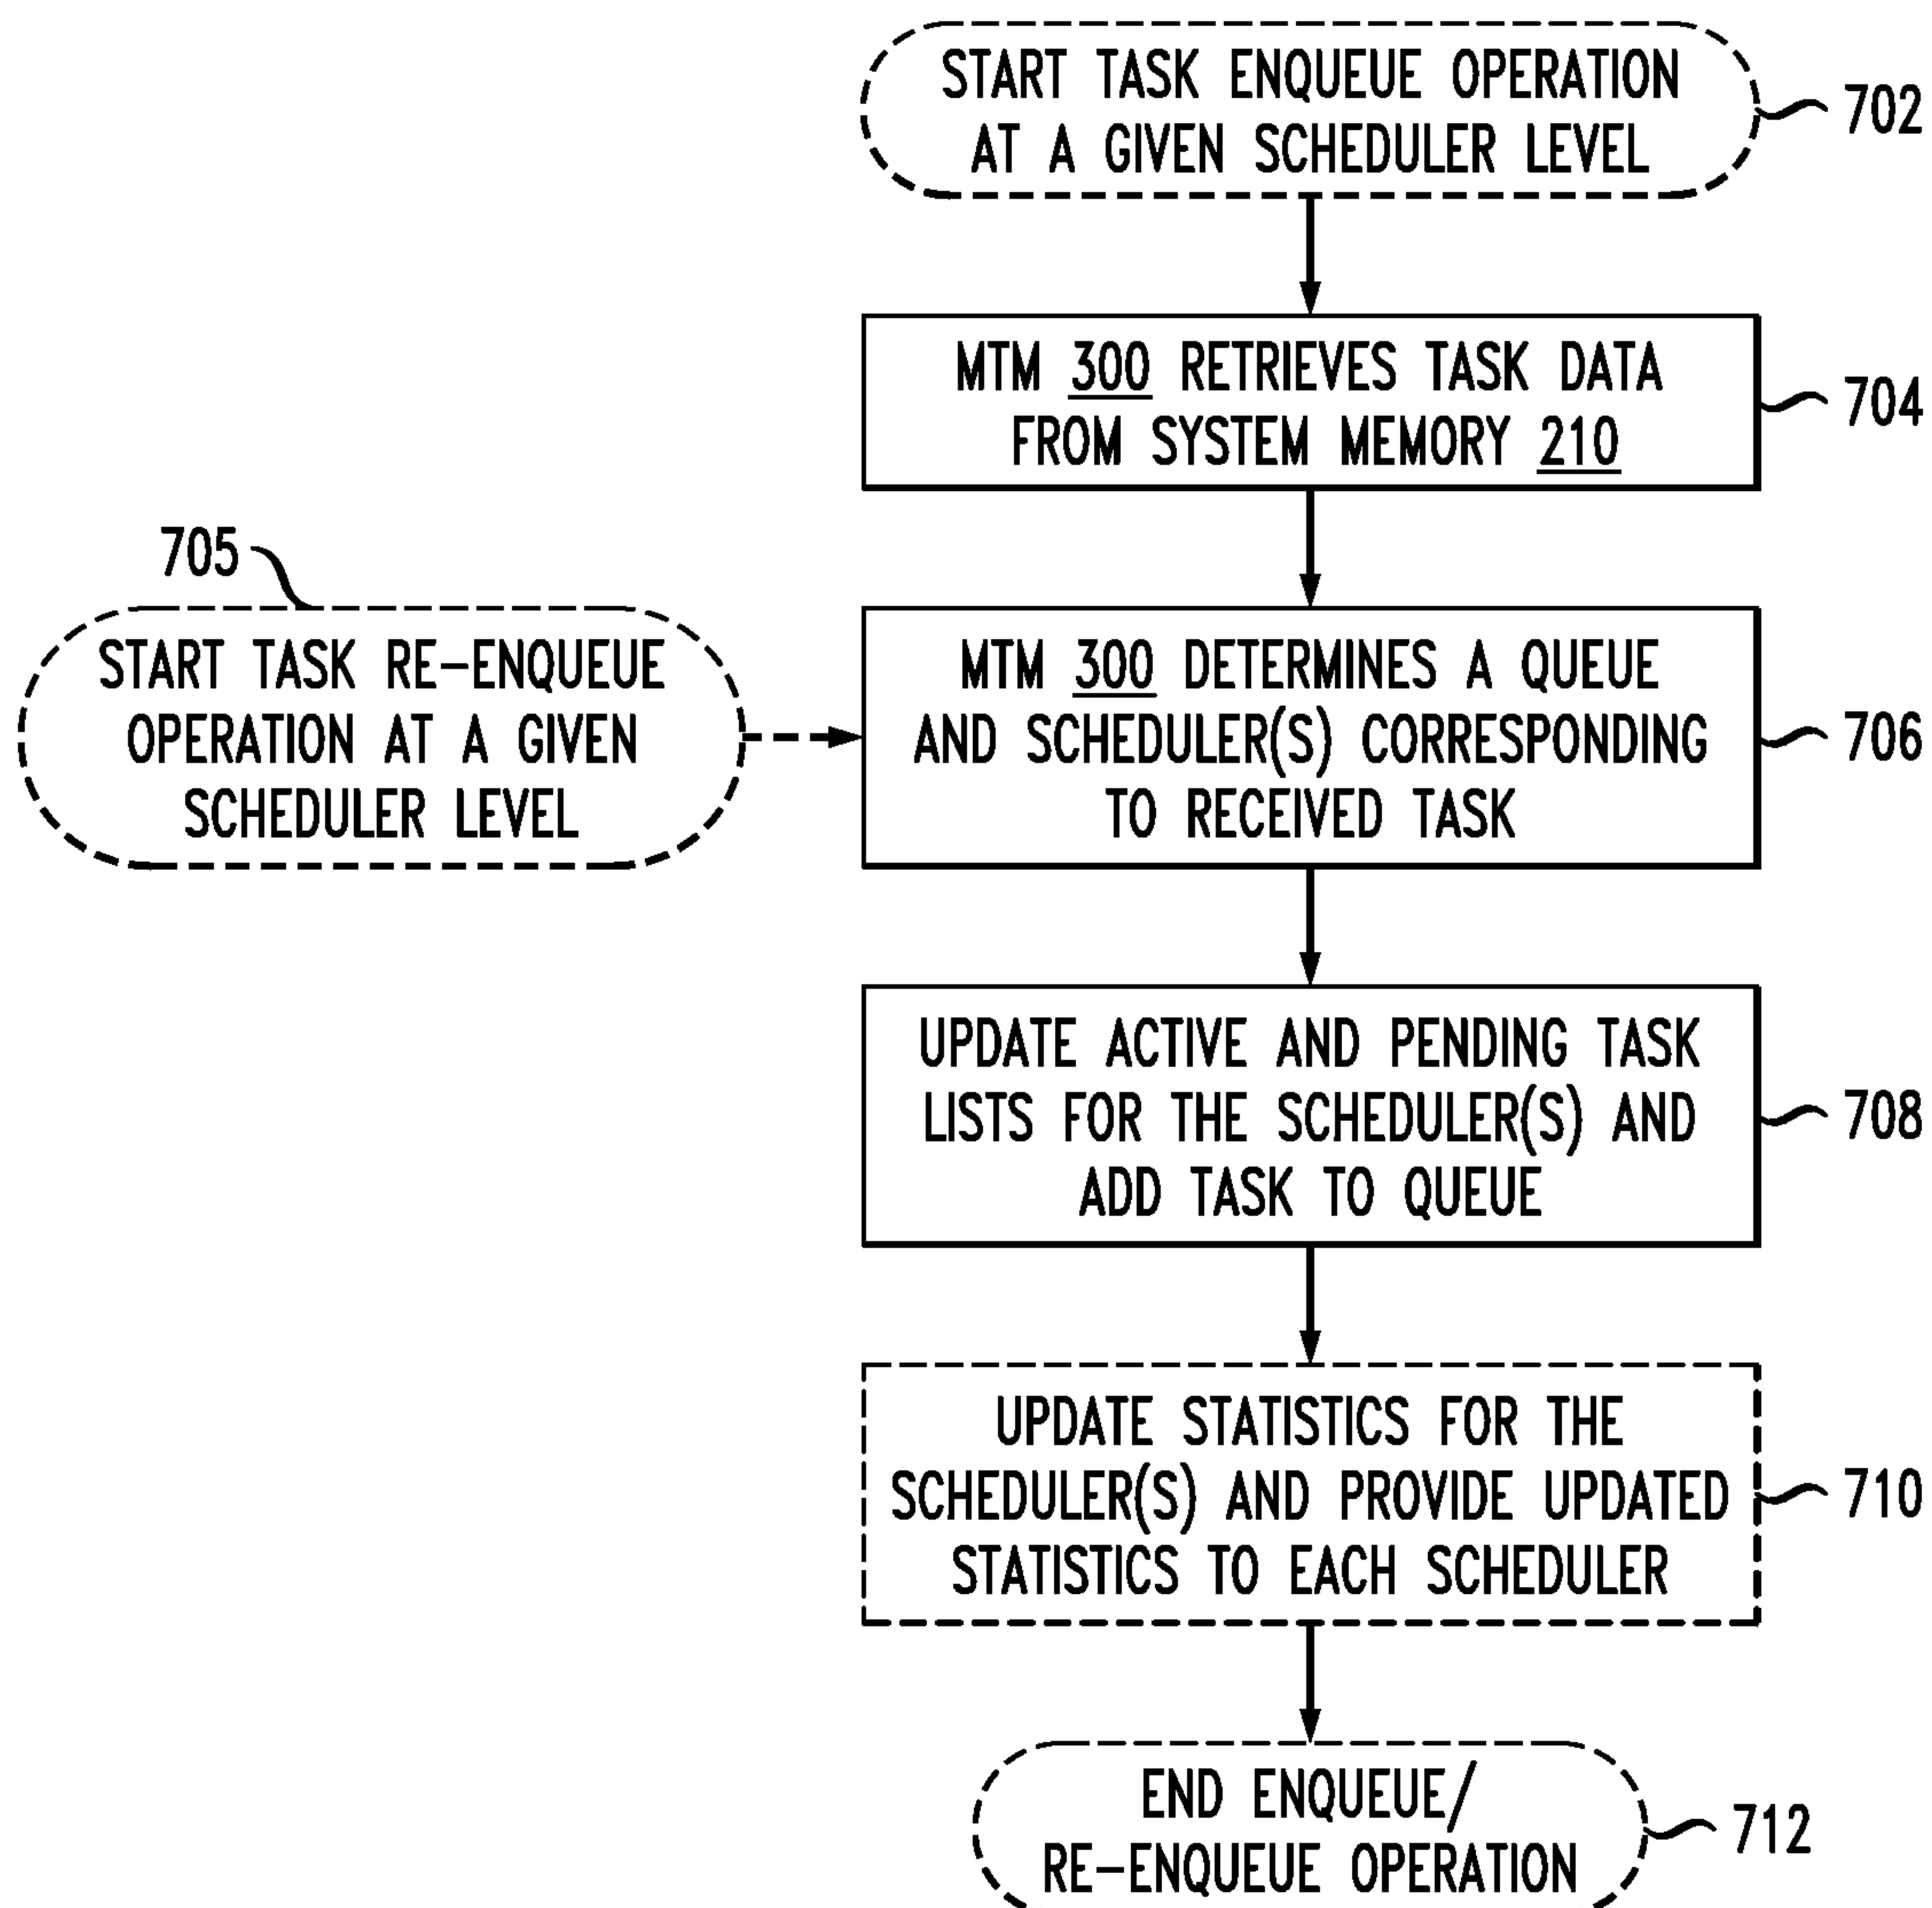 START TASK ENQUEUE OPERATION
AT A GIVEN SCHEDULER LEVEL
702
MTM 300 RETRIEVES TASK DATA
FROM SYSTEM MEMORY 210
704
705
START TASK RE-ENQUEUE
OPERATION AT A GIVEN
SCHEDULER LEVEL
MTM 300 DETERMINES A QUEUE
AND SCHEDULER(S) CORRESPONDING
TO RECEIVED TASK
706
UPDATE ACTIVE AND PENDING TASK
LISTS FOR THE SCHEDULER(S) AND
ADD TASK TO QUEUE
708
UPDATE STATISTICS FOR THE
SCHEDULER(S) AND PROVIDE UPDATED
STATISTICS TO EACH SCHEDULER
710
END ENQUEUE/
RE-ENQUEUE OPERATION
712